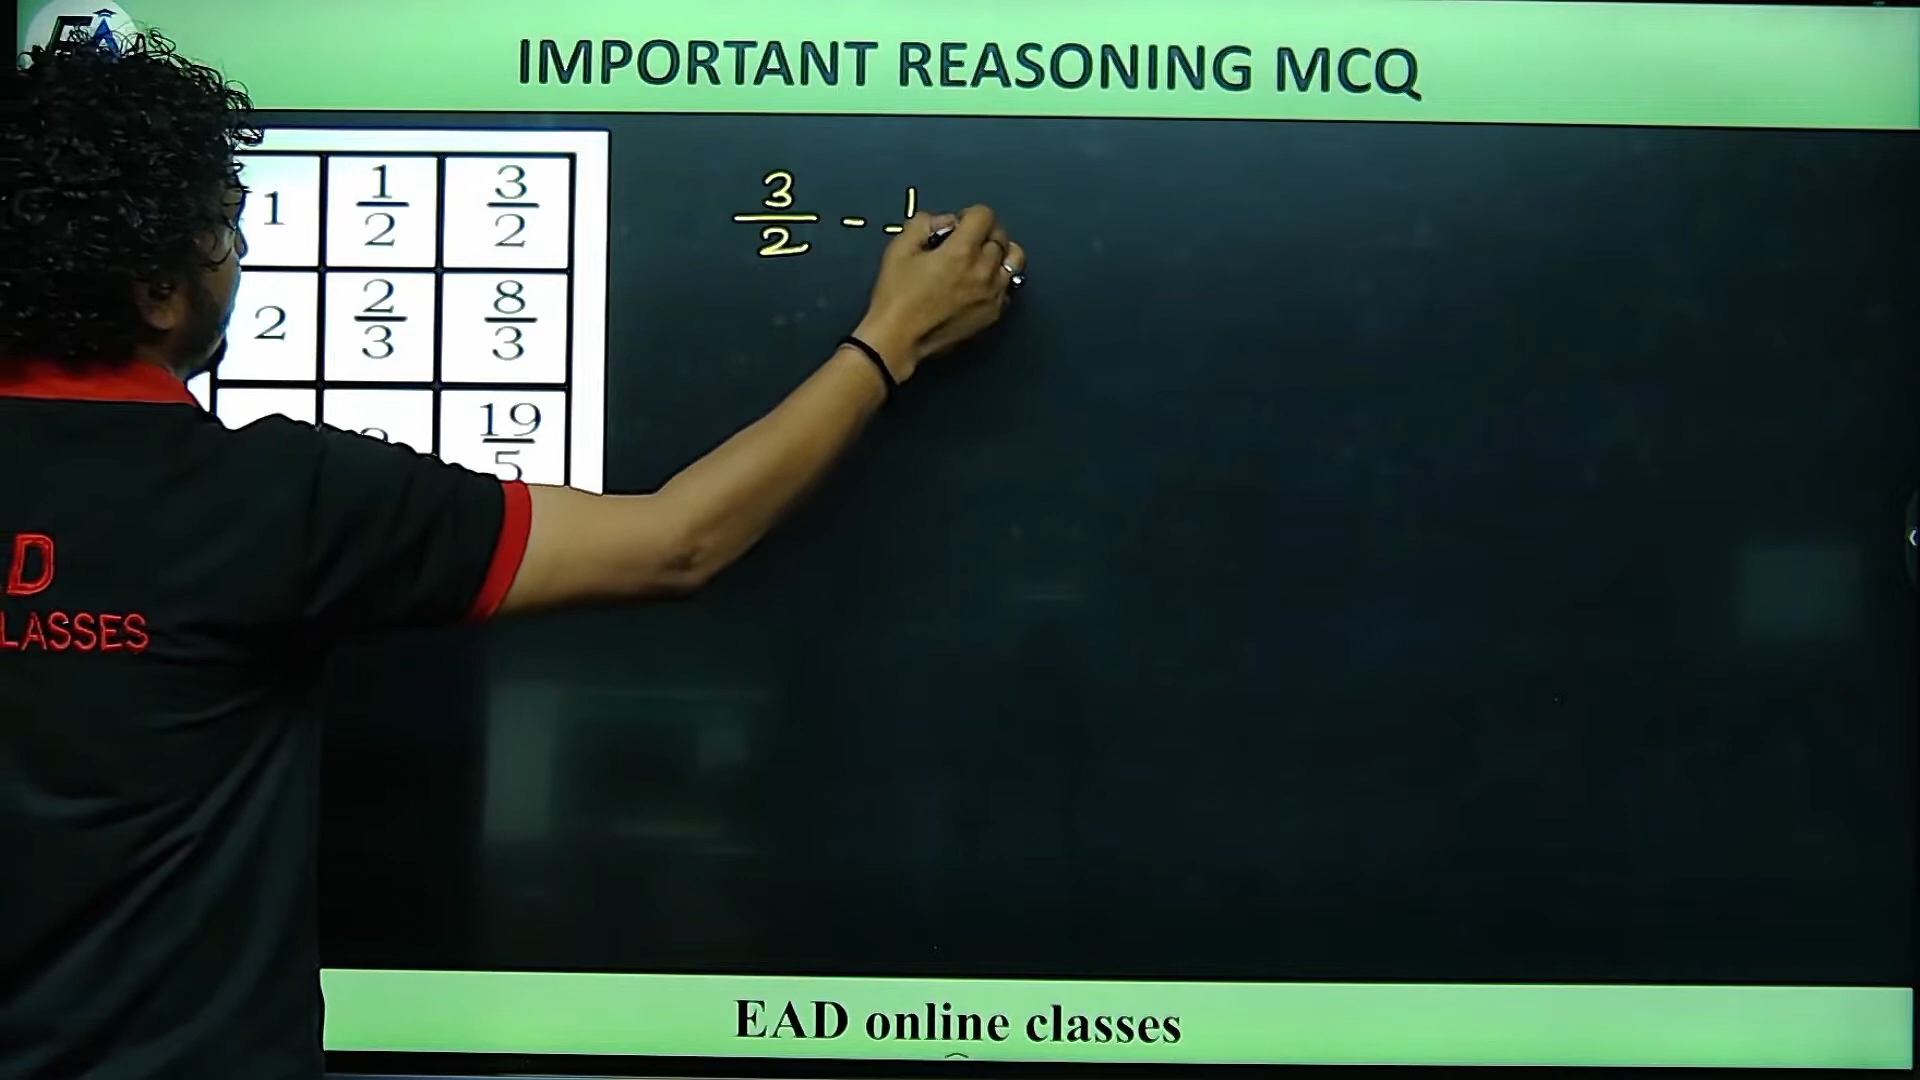 EA
IMPORTANT REASONING MCQ
1 1/2 3/2
2 2/3 8/3
19/5
3/2 - 1
D
LASSES
EAD online classes